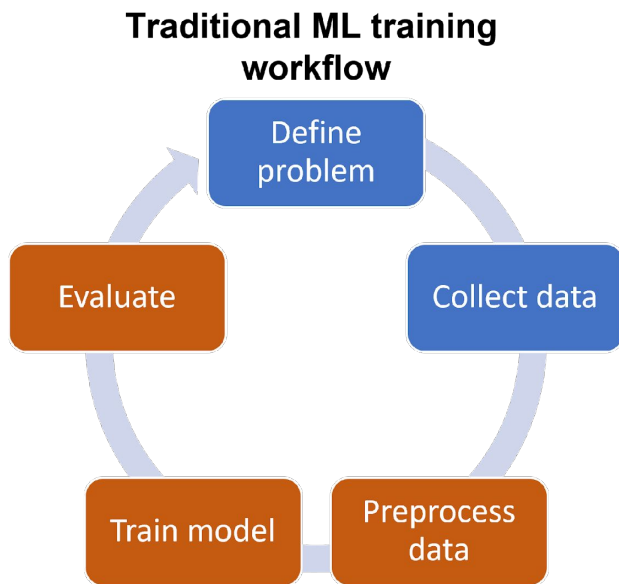 Traditional ML training
workflow
Define
problem
Collect data
Preprocess
data
Train model
Evaluate